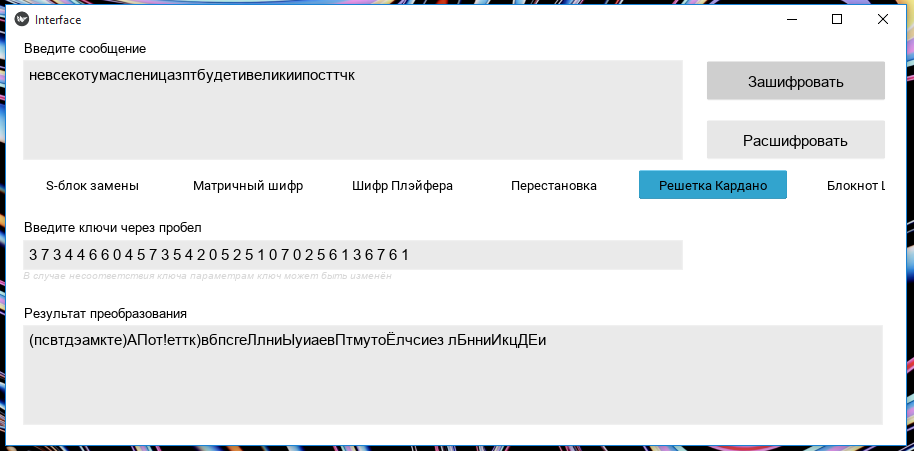 Interface
Введите сообщение
невсекотумасленицазптбудетивеликиипосттчк
Зашифровать
Расшифровать
S-блок замены
Матричный шифр
Шифр Плэйфера
Перестановка
Решетка Кардано
Блокнот
Введите ключи через пробел
3 7 3 4 4 6 6 0 4 5 7 3 5 4 2 0 5 2 5 1 0 7 0 2 5 6 1 3 6 7 6 1
В случае несоответствия ключа параметрам ключ может быть изменён
Результат преобразования
(псвтдэамкте)АПот!еттк)вбпсгеЛлниЫуиаевПтмутоЁлчсиез лБнниИкцДЕи